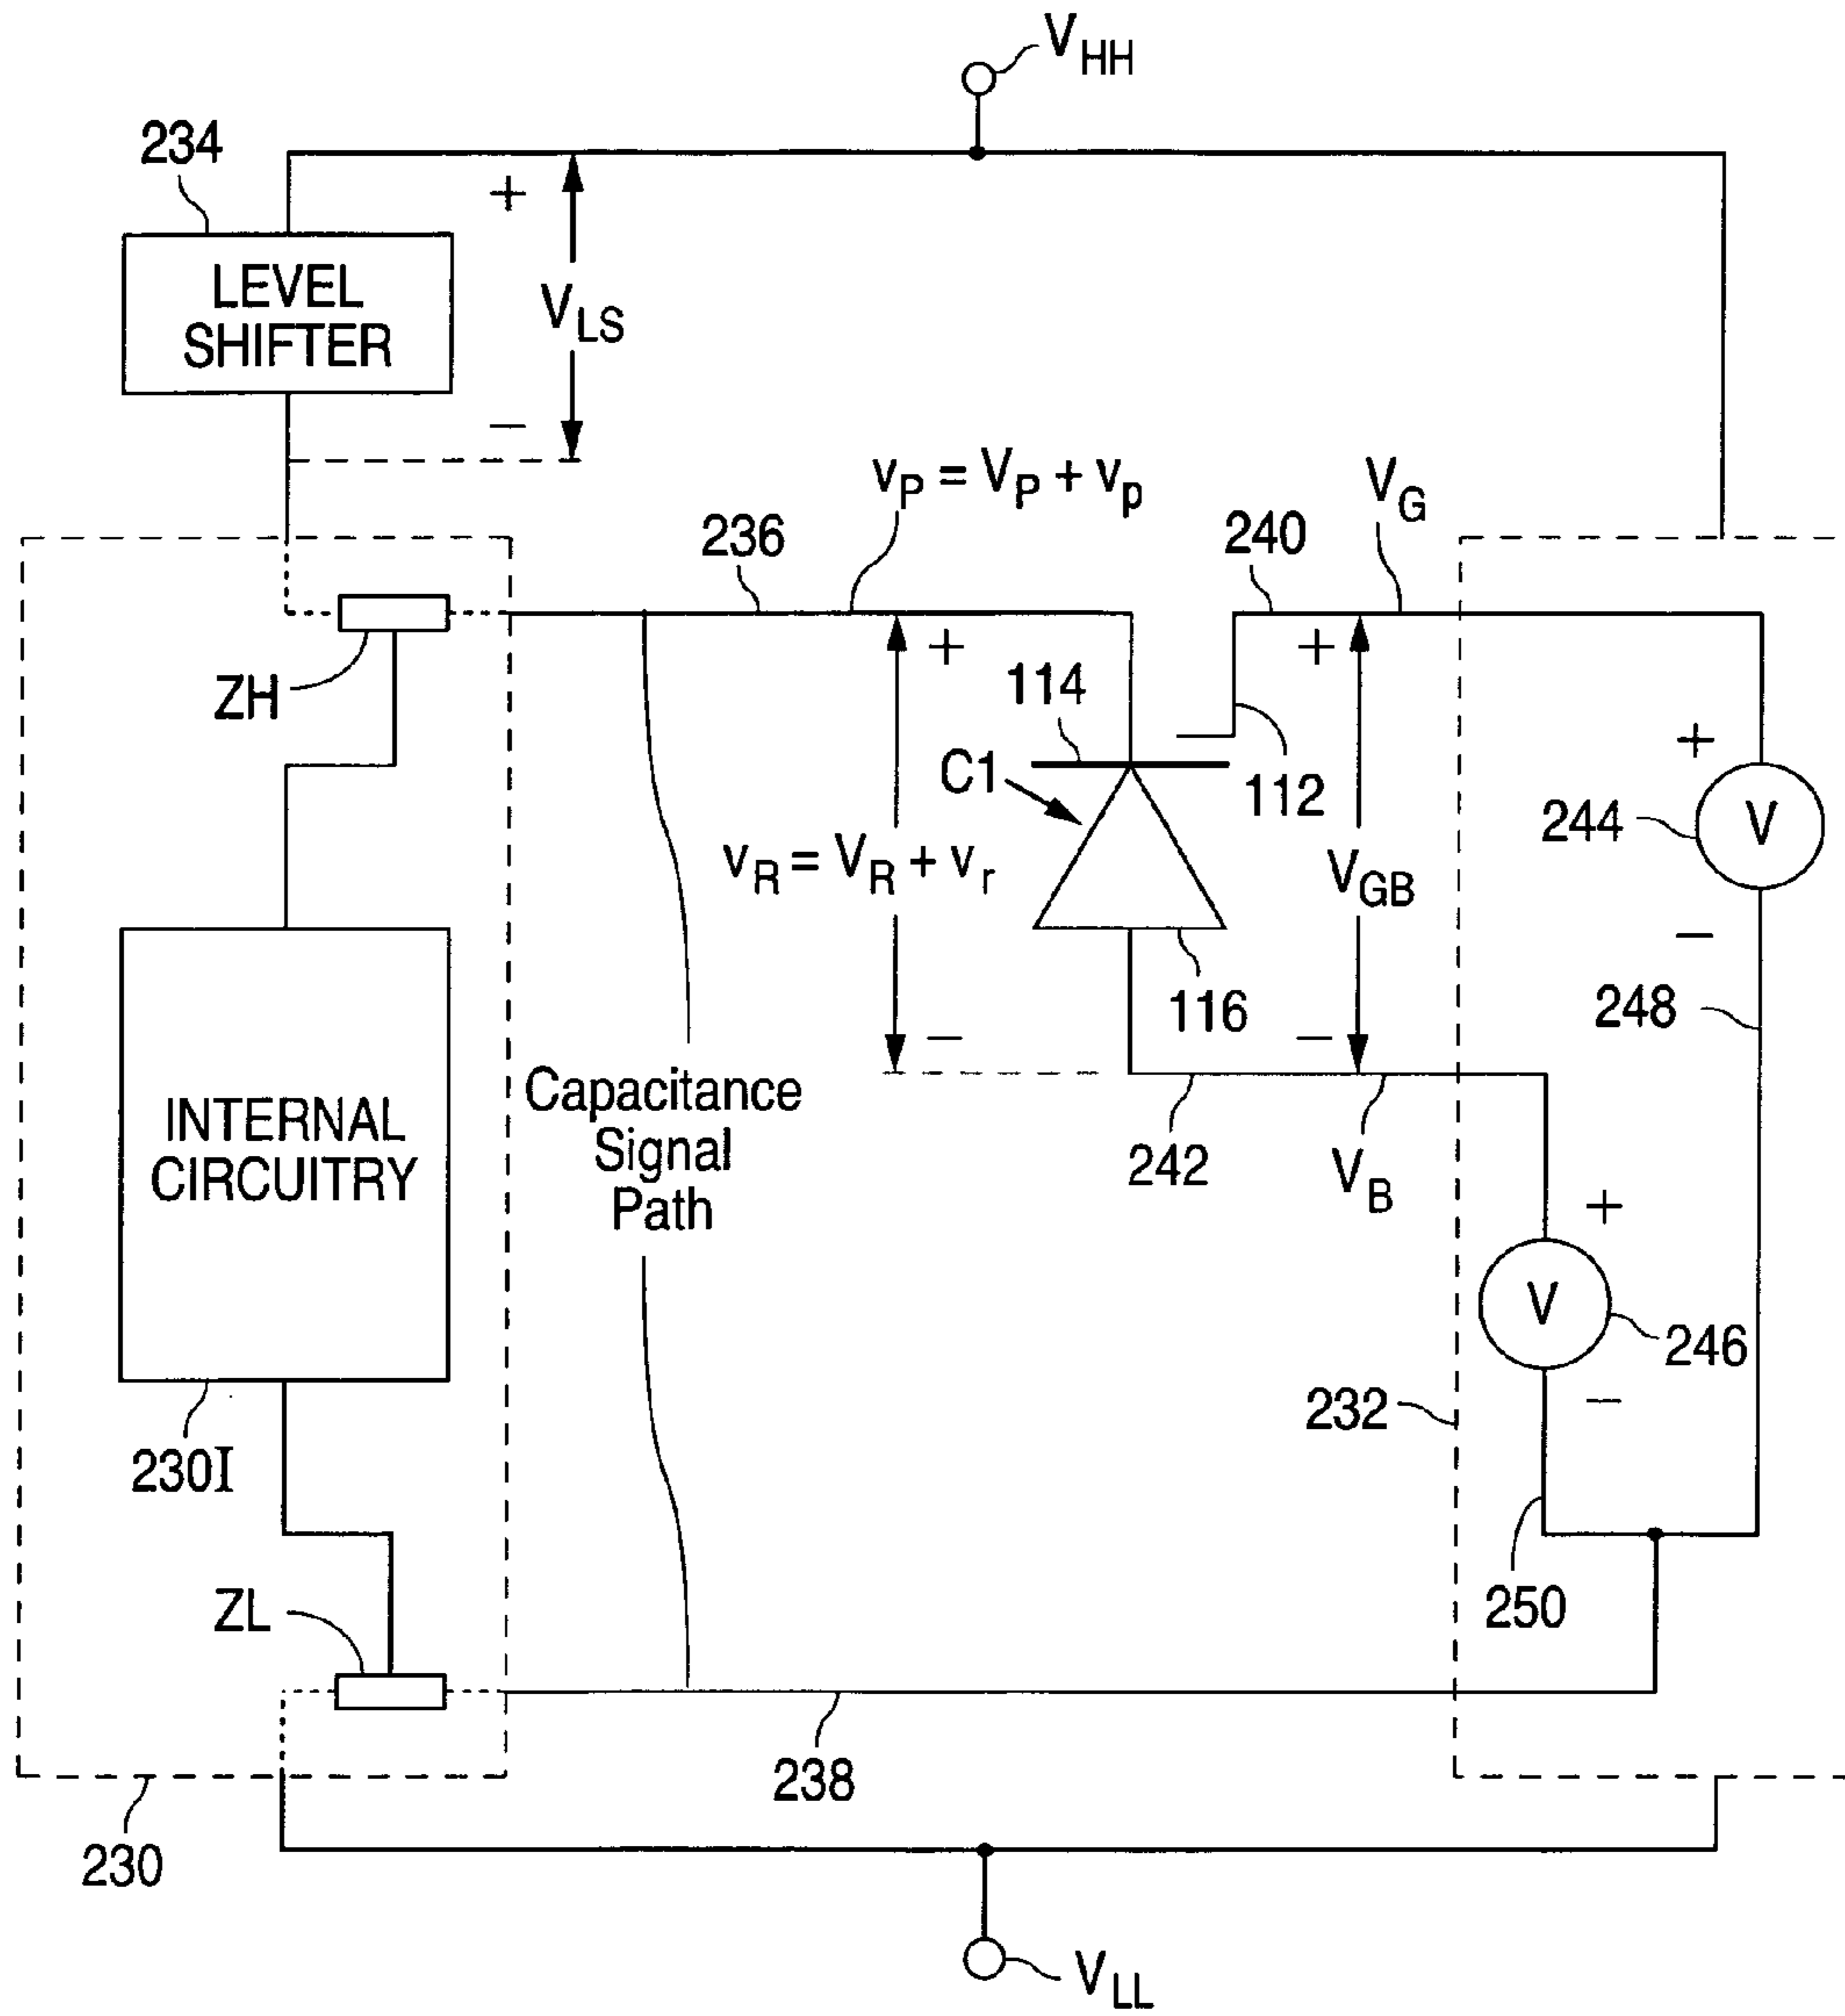 V_HH
234
+
LEVEL
SHIFTER
V_LS
−
v_P = V_P + v_p
V_G
236
240
ZH
+
+
114
+
C1
112
244
V
v_R = V_R + v_r
V_GB
−
116
248
−
−
Capacitance
Signal
Path
INTERNAL
CIRCUITRY
242
V_B
+
V
246
232
−
230I
250
ZL
238
230
V_LL